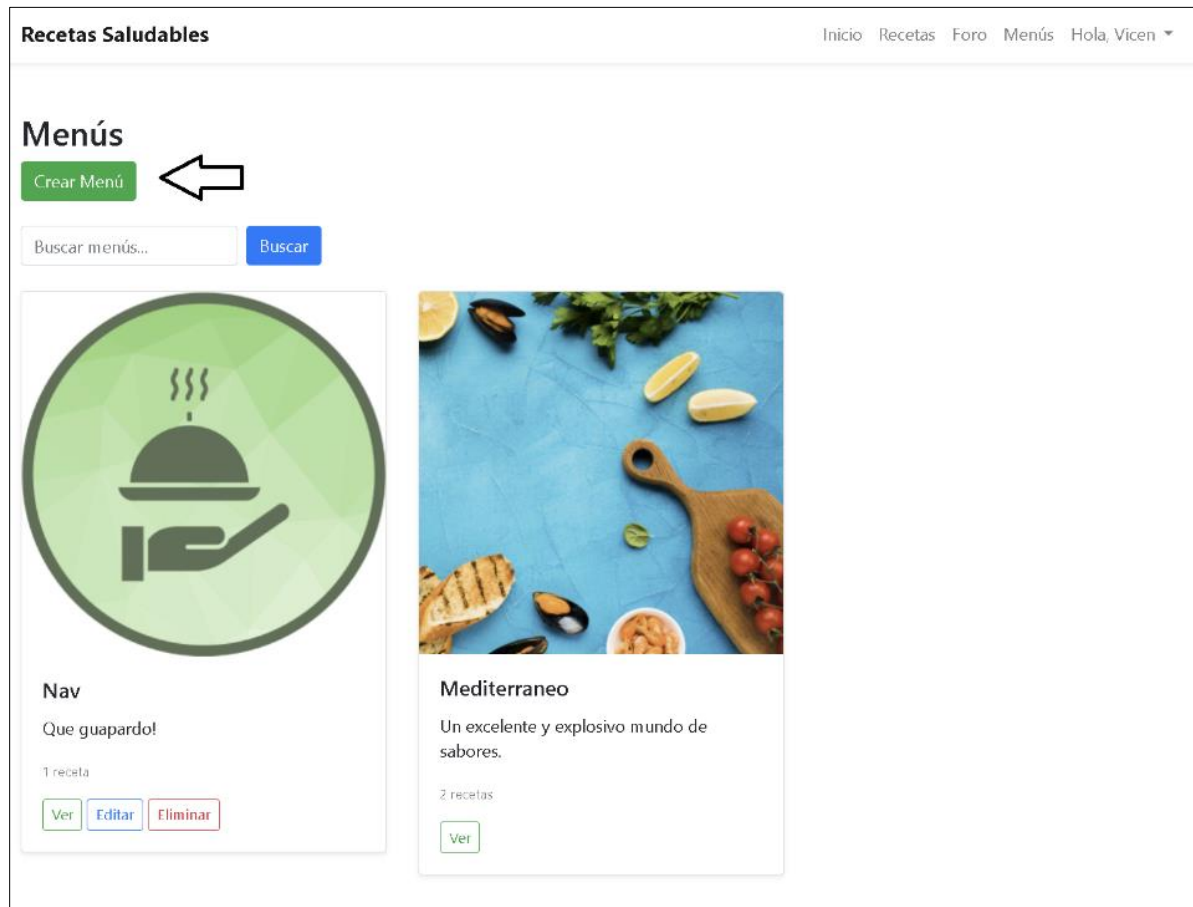 Recetas Saludables
Inicio Recetas Foro Menús Hola, Vicen
Menús
Crear Menú
Buscar menús...
Buscar
Nav
Que guapardo!
1 receta
Ver
Editar
Eliminar
Mediterraneo
Un excelente y explosivo mundo de
sabores.
2 recetas
Ver